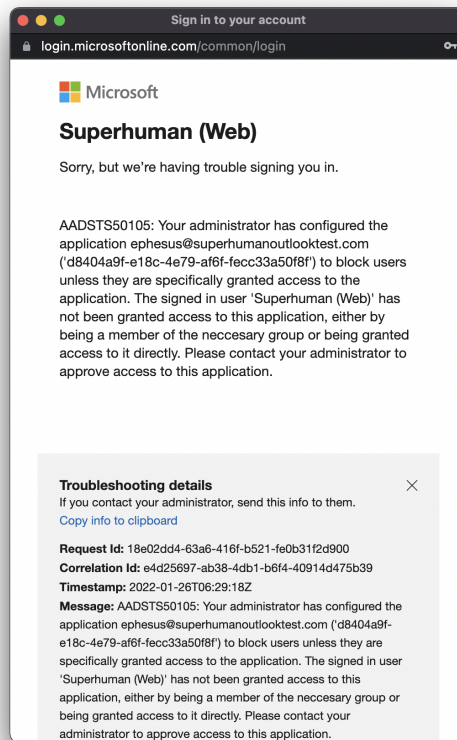 Sign in to your account
login.microsoftonline.com/common/login
Microsoft
Superhuman (Web)
Sorry, but we're having trouble signing you in.
AADSTS50105: Your administrator has configured the
application ephesus@superhumanoutlooktest.com
('d8404a9f-e18c-4e79-af6f-fecc33a50f8f') to block users
unless they are specifically granted access to the
application. The signed in user 'Superhuman (Web)' has
not been granted access to this application, either by
being a member of the neccesary group or being granted
access to it directly. Please contact your administrator to
approve access to this application.
Troubleshooting details
If you contact your administrator, send this info to them.
Copy info to clipboard
Request Id: 18e02dd4-63a6-416f-b521-fe0b31f2d900
Correlation Id: e4d25697-ab38-4db1-b6f4-40914d475b39
Timestamp: 2022-01-26T06:29:18Z
Message: AADSTS50105: Your administrator has configured the
application ephesus@superhumanoutlooktest.com ('d8404a9f-
e18c-4e79-af6f-fecc33a50f8f') to block users unless they are
specifically granted access to the application. The signed in user
'Superhuman (Web)' has not been granted access to this
application, either by being a member of the neccesary group or
being granted access to it directly. Please contact your
administrator to approve access to this application.